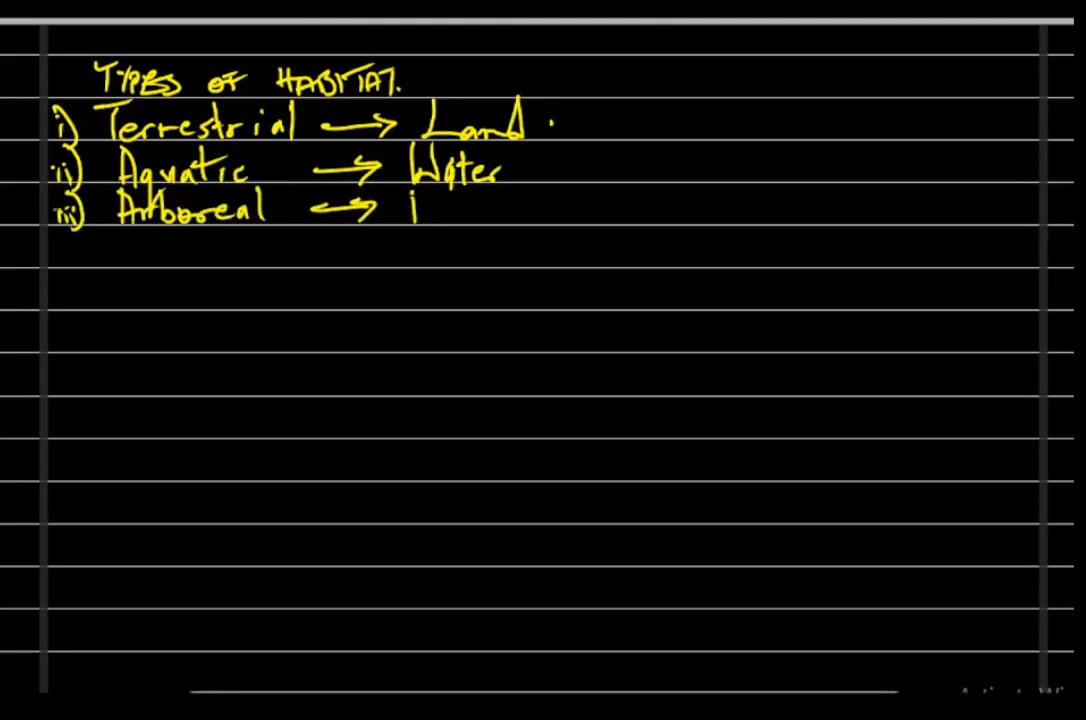 TYPES OF HABITAT.
i) Terrestrial → Land .
ii) Aquatic → Water
iii) Arboreal →